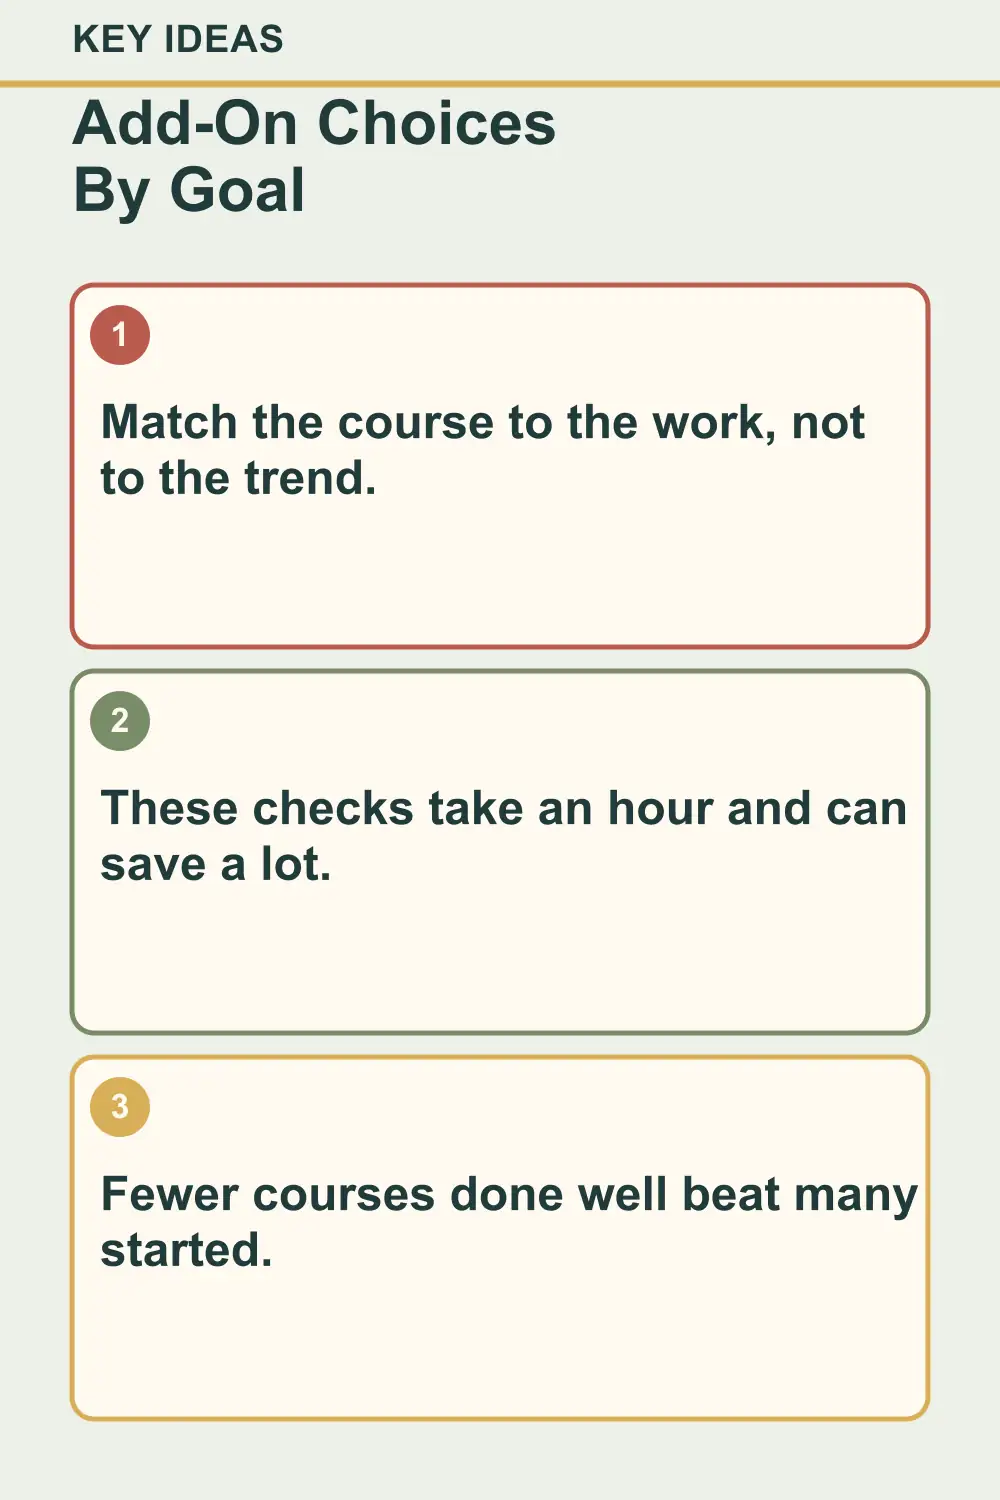 KEY IDEAS
Add-On Choices
By Goal
1
Match the course to the work, not
to the trend.
2
These checks take an hour and can
save a lot.
3
Fewer courses done well beat many
started.